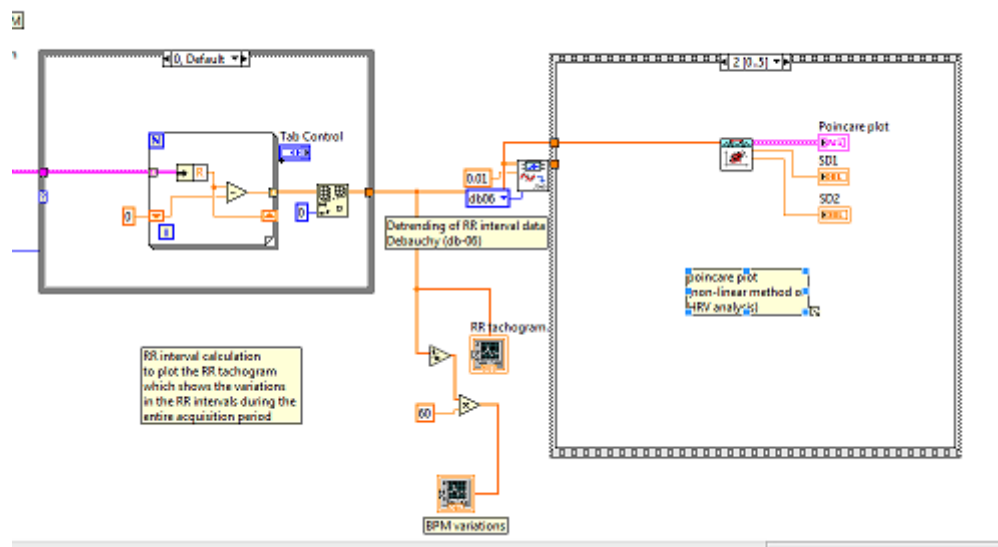 M
0, Default
2 [0..5]
N
Tab Control
R
0
0
i
0.01
db06
Detrending of RR interval data
Debauchy (db-06)
Poincare plot
SD1
SD2
poincare plot
(non-linear method o
HRV analysis)
RR tachogram
RR interval calculation
to plot the RR tachogram
which shows the variations
in the RR intervals during the
entire acquisition period
60
BPM variations